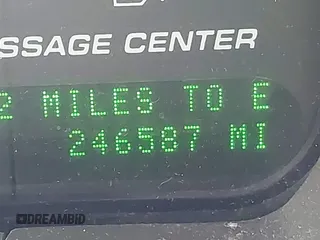 SSAGE CENTER
2 MILES TO E
246587 MI
DREAMBID